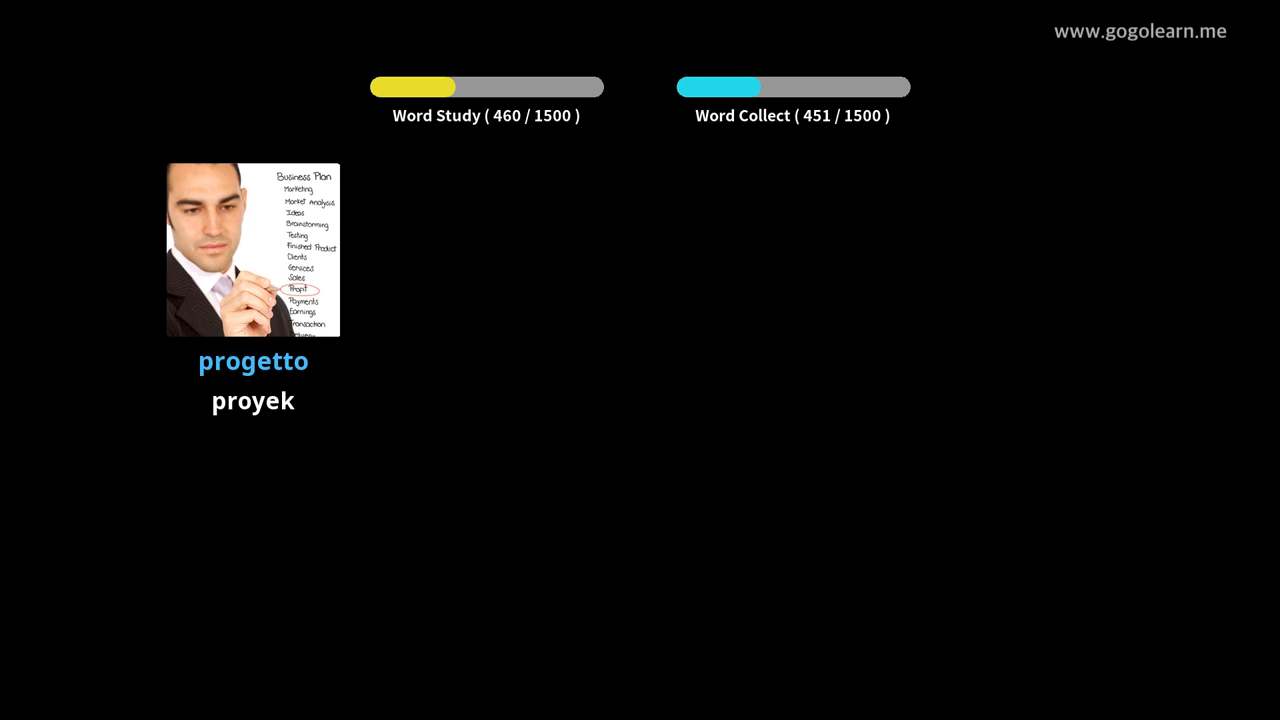 www.gogolearn.me
Word Study ( 460 / 1500 )
Word Collect ( 451 / 1500 )
Business Plan
Marketing
Market Analysis
Ideas
Brainstorming
Testing
Finished Product
Clients
Services
Sales
Profit
Payments
Earnings
Transaction
Delivery
progetto
proyek